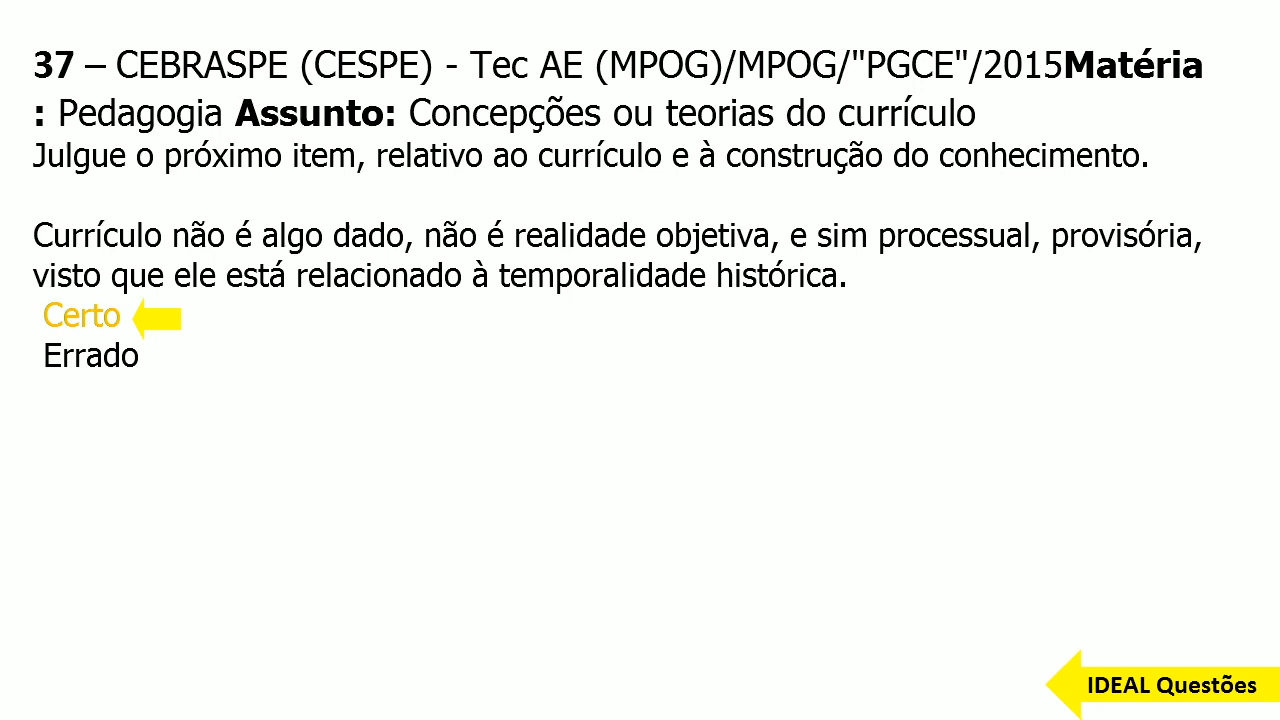 37 – CEBRASPE (CESPE) - Tec AE (MPOG)/MPOG/"PGCE"/2015Matéria
: Pedagogia Assunto: Concepções ou teorias do currículo
Julgue o próximo item, relativo ao currículo e à construção do conhecimento.
Currículo não é algo dado, não é realidade objetiva, e sim processual, provisória,
visto que ele está relacionado à temporalidade histórica.
Certo
Errado
IDEAL Questões